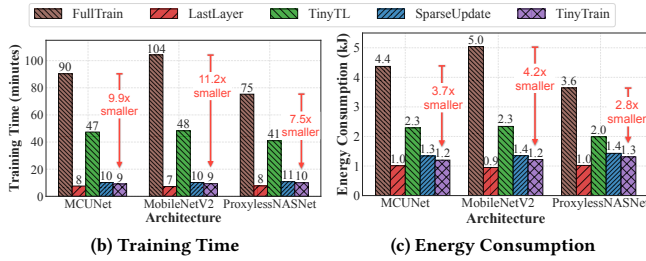 FullTrain LastLayer TinyTL SparseUpdate TinyTrain
Training Time (minutes)
100
80
60
40
20
0
90
8
47
10
9
9.9x
smaller
104
7
48
10
9
11.2x
smaller
75
8
41
11
10
7.5x
smaller
MCUNet MobileNetV2 ProxylessNASNet
Architecture
(b) Training Time
Energy Consumption (kJ)
5
4
3
2
1
0
4.4
1.0
2.3
1.3
1.2
3.7x
smaller
5.0
0.9
2.3
1.4
1.2
4.2x
smaller
3.6
1.0
2.0
1.4
1.3
2.8x
smaller
MCUNet MobileNetV2 ProxylessNASNet
Architecture
(c) Energy Consumption